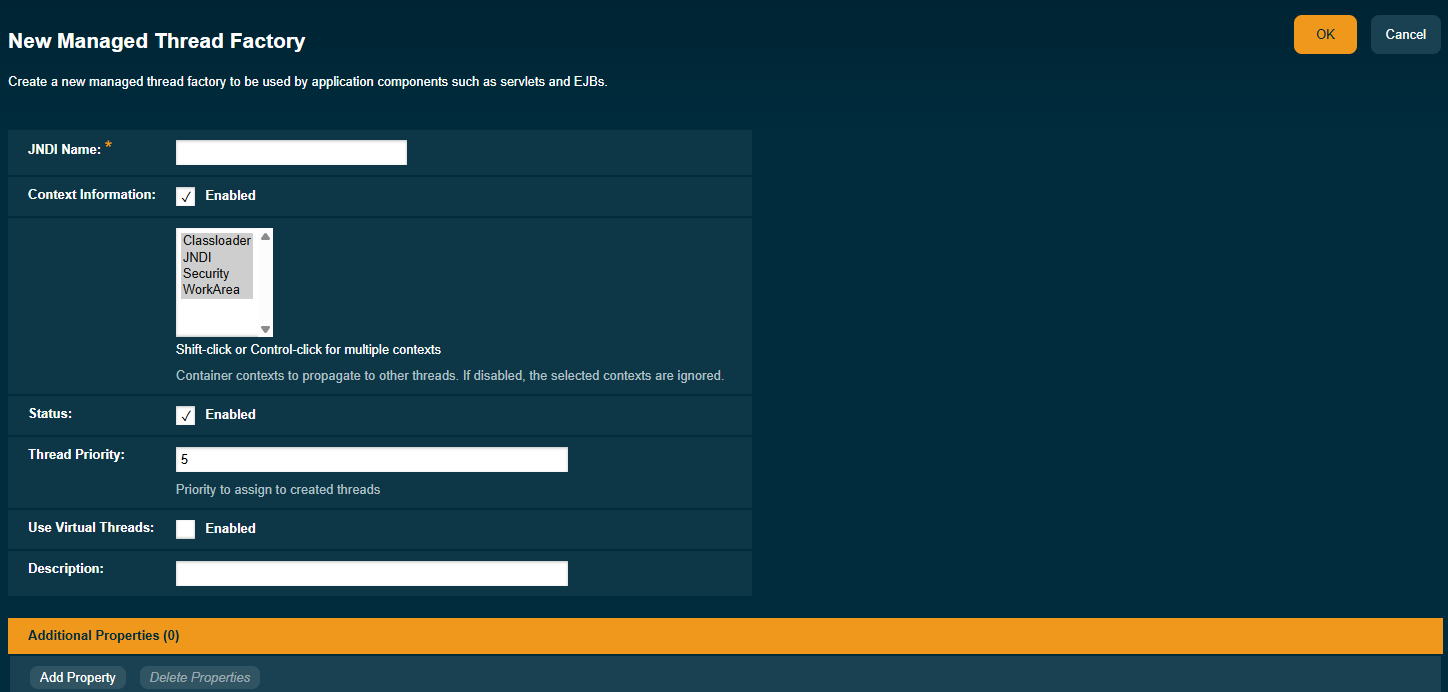 New Managed Thread Factory
OK
Cancel
Create a new managed thread factory to be used by application components such as servlets and EJBs.
JNDI Name: *
Context Information:
Enabled
Classloader
JNDI
Security
WorkArea
Shift-click or Control-click for multiple contexts
Container contexts to propagate to other threads. If disabled, the selected contexts are ignored.
Status:
Enabled
Thread Priority:
5
Priority to assign to created threads
Use Virtual Threads:
Enabled
Description:
Additional Properties (0)
Add Property
Delete Properties